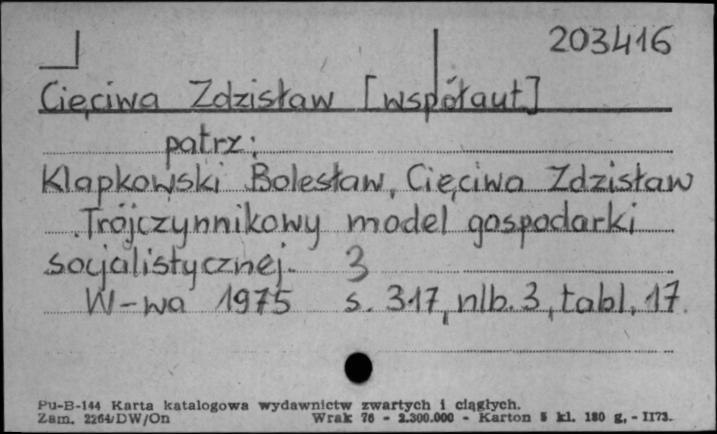 203416
Cięciwa Zdzisław [współaut.]
patrz:
Klapkowski Bolesław, Cięciwa Zdzisław
Trójczynnikowy model gospodarki
socjalistycznej. 3
W-wa 1975 s. 317, nlb. 3, tabl. 17.
Pu-B-144 Karta katalogowa wydawnictw zwartych i ciągłych.
Zam. 2264/DW/On Wrak 76 - 2.300.000 - Karton 5 kl. 180 g. - II73.